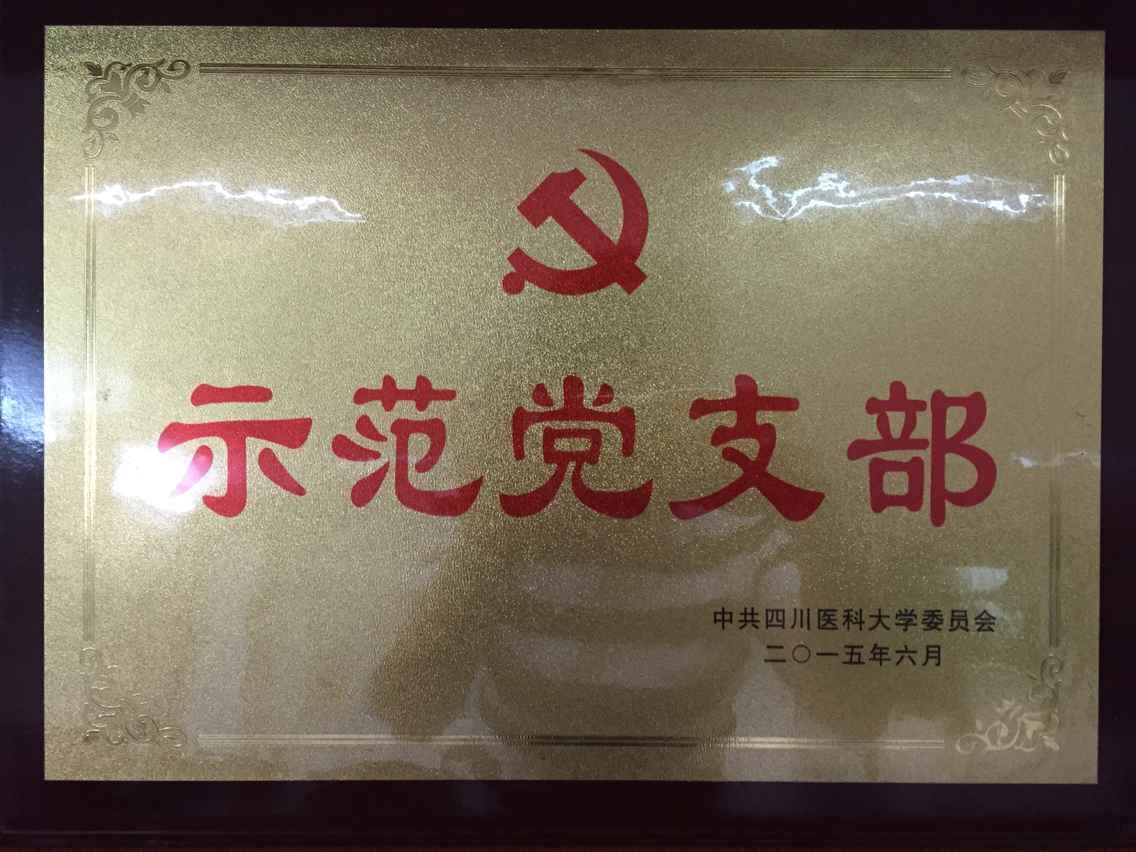 示范党支部
中共四川医科大学委员会
二〇一五年六月